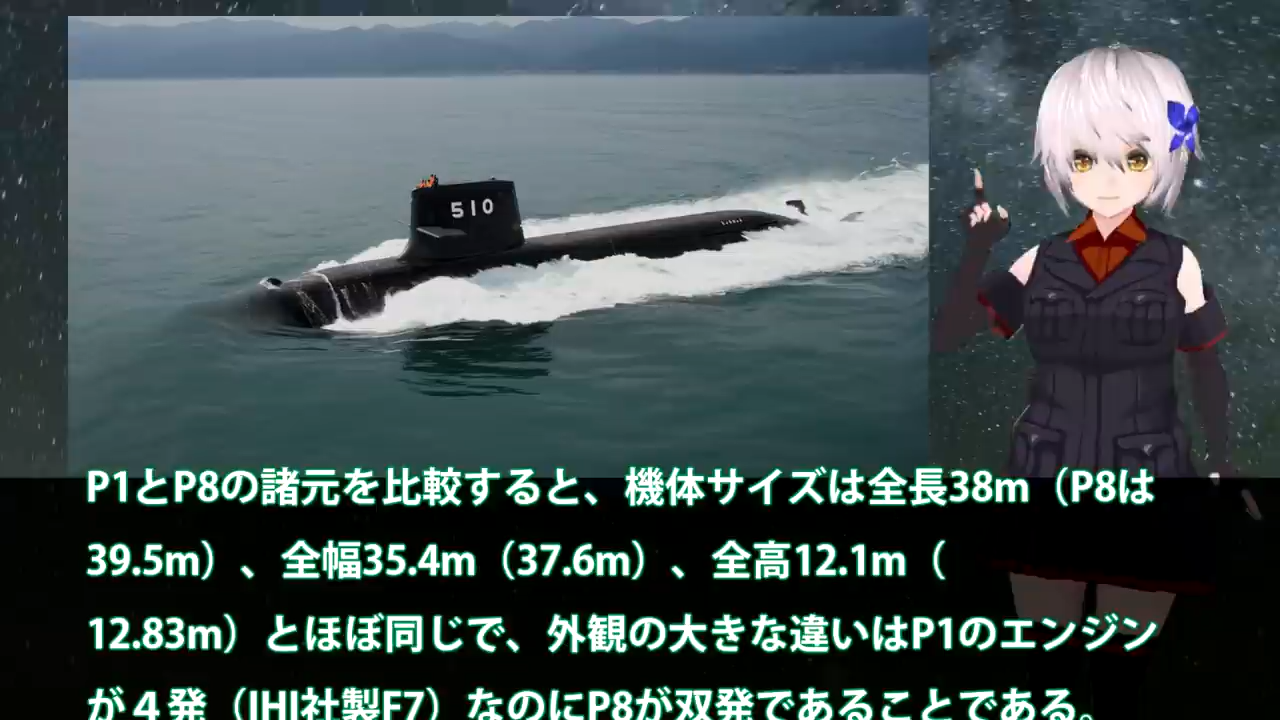 510
P1とP8の諸元を比較すると、機体サイズは全長38m（P8は
39.5m）、全幅35.4m（37.6m）、全高12.1m（
12.83m）とほぼ同じで、外観の大きな違いはP1のエンジン
が４発（IHI社製F7）なのにP8が双発であることである。